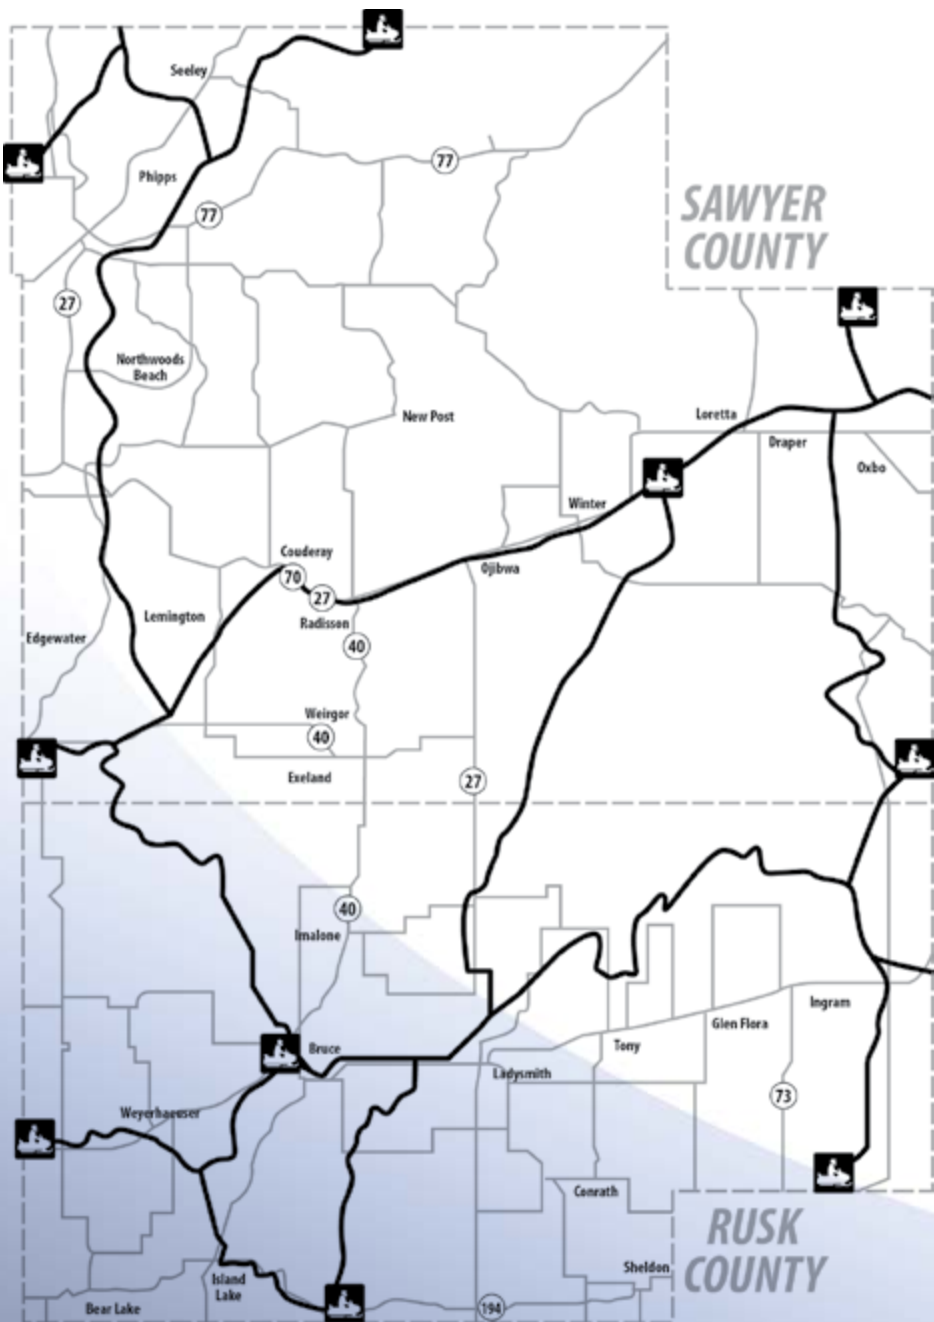 Seeley
Phipps
77
77
SAWYER
COUNTY
27
Northwoods
Beach
New Post
Loretta
Draper
Oxbo
Winter
Couderay
70
Ojibwa
27
Radisson
Lemington
Edgewater
40
Weirgor
40
Exeland
27
40
Imalone
Ingram
Glen Flora
Tony
Bruce
Ladysmith
73
Weyerhaeuser
Conrath
RUSK
COUNTY
Sheldon
Island
Lake
Bear Lake
194